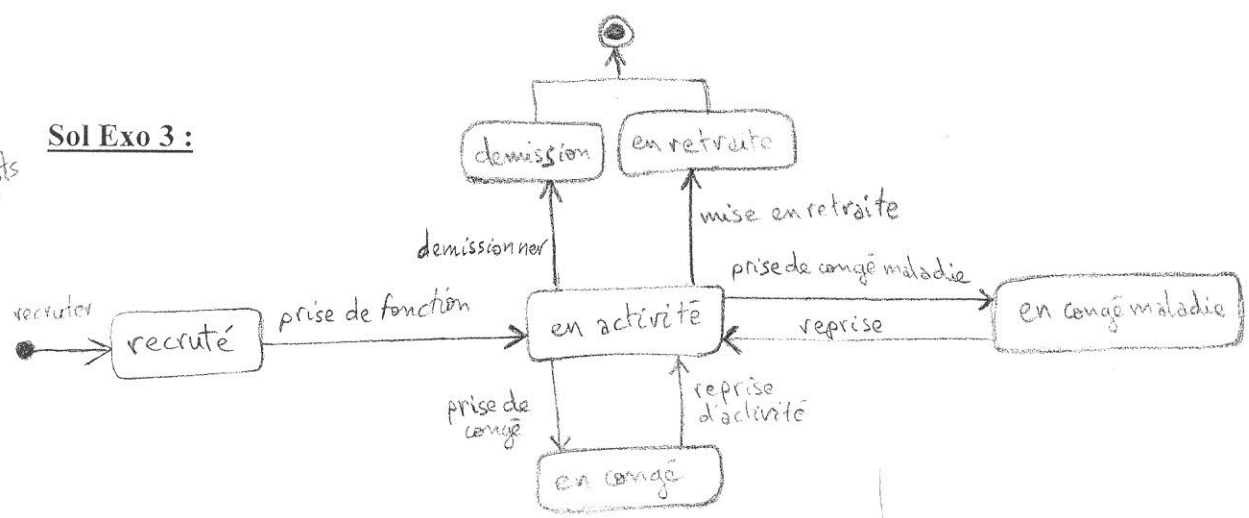 Sol Exo 3 :
demission
en retraite
demissionner
mise en retraite
prise de congé maladie
recruter
recruté
prise de fonction
en activité
reprise
en congé maladie
prise de
congé
reprise
d'activité
en congé